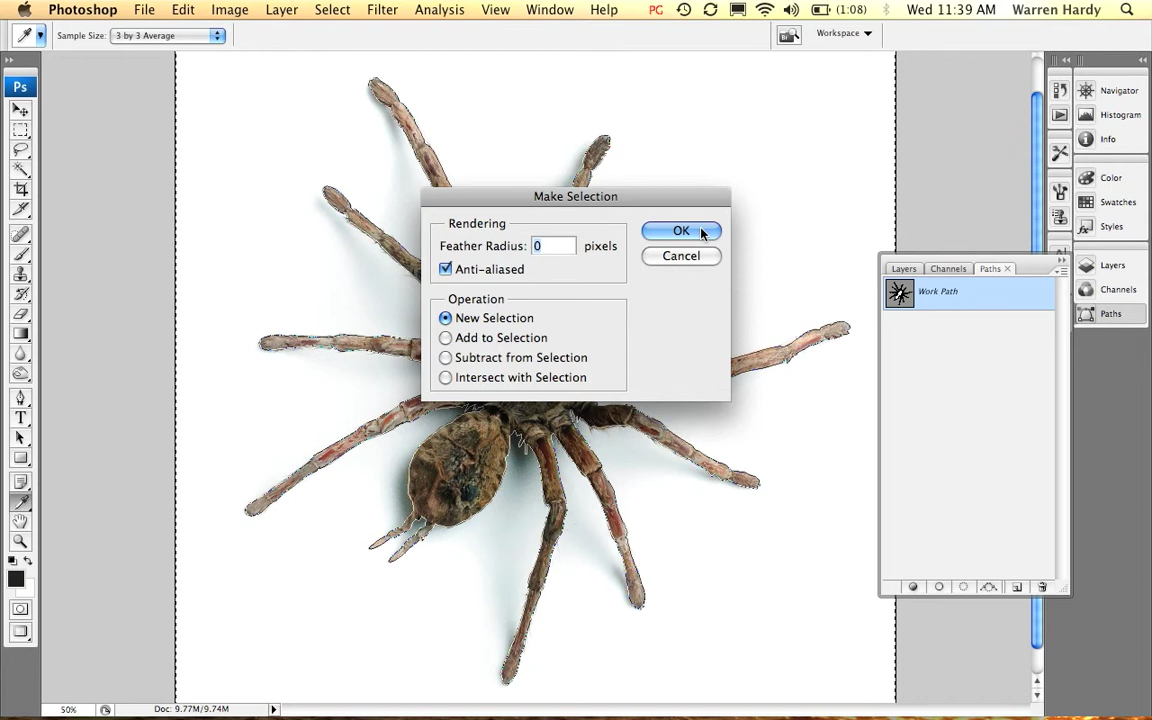 Photoshop File Edit Image Layer Select Filter Analysis View Window Help PG (1:08) Wed 11:39 AM Warren Hardy
Sample Size: 3 by 3 Average Br Workspace
Ps
Navigator
Histogram
Info
Color
Swatches
Styles
Layers
Channels
Paths
Make Selection
Rendering
Feather Radius: 0 pixels
Anti-aliased
OK
Cancel
Operation
New Selection
Add to Selection
Subtract from Selection
Intersect with Selection
Layers Channels Paths
Work Path
T
50% Doc: 9.77M/9.74M